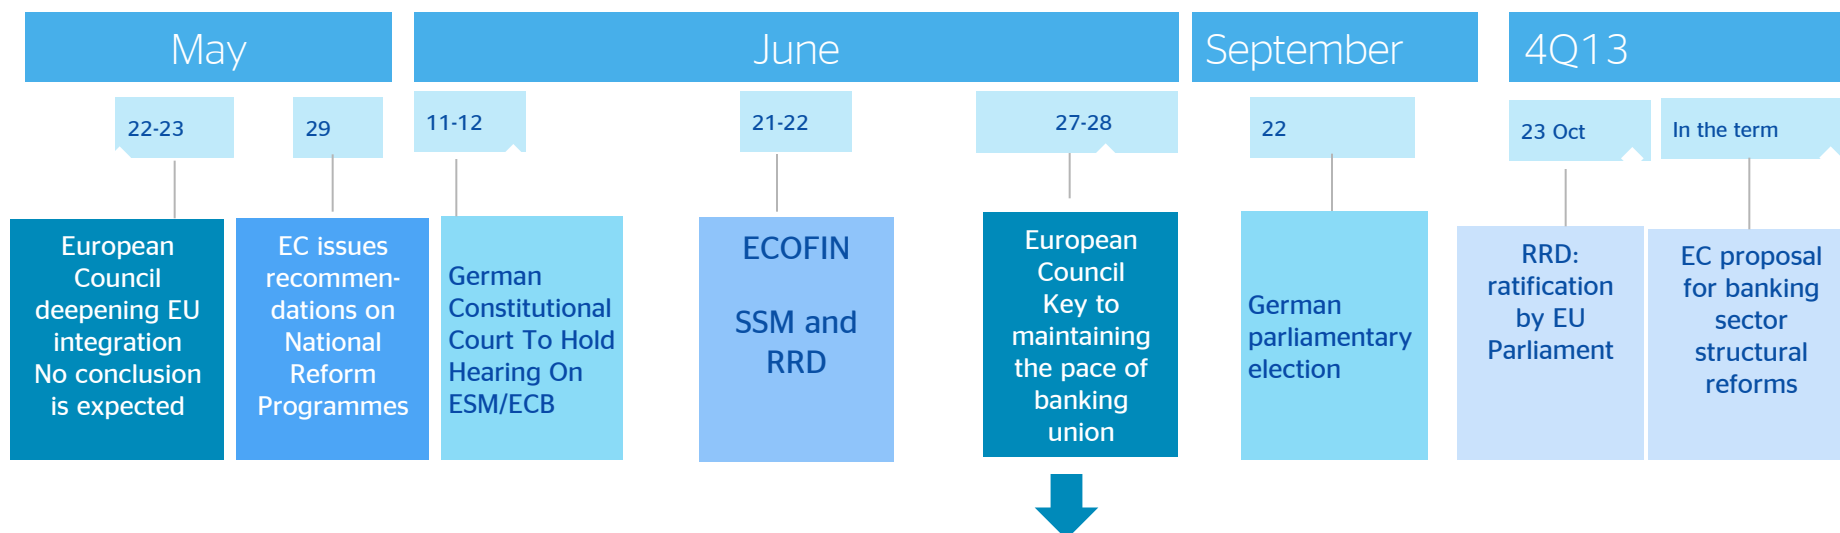 May
June
September
4Q13
22-23
29
11-12
21-22
27-28
22
23 Oct
In the term
European
Council
deepening EU
integration
No conclusion
is expected
EC issues
recommen-
dations on
National
Reform
Programmes
German
Constitutional
Court To Hold
Hearing On
ESM/ECB
ECOFIN
SSM and
RRD
European
Council
Key to
maintaining
the pace of
banking
union
German
parliamentary
election
RRD:
ratification
by EU
Parliament
EC proposal
for banking
sector
structural
reforms